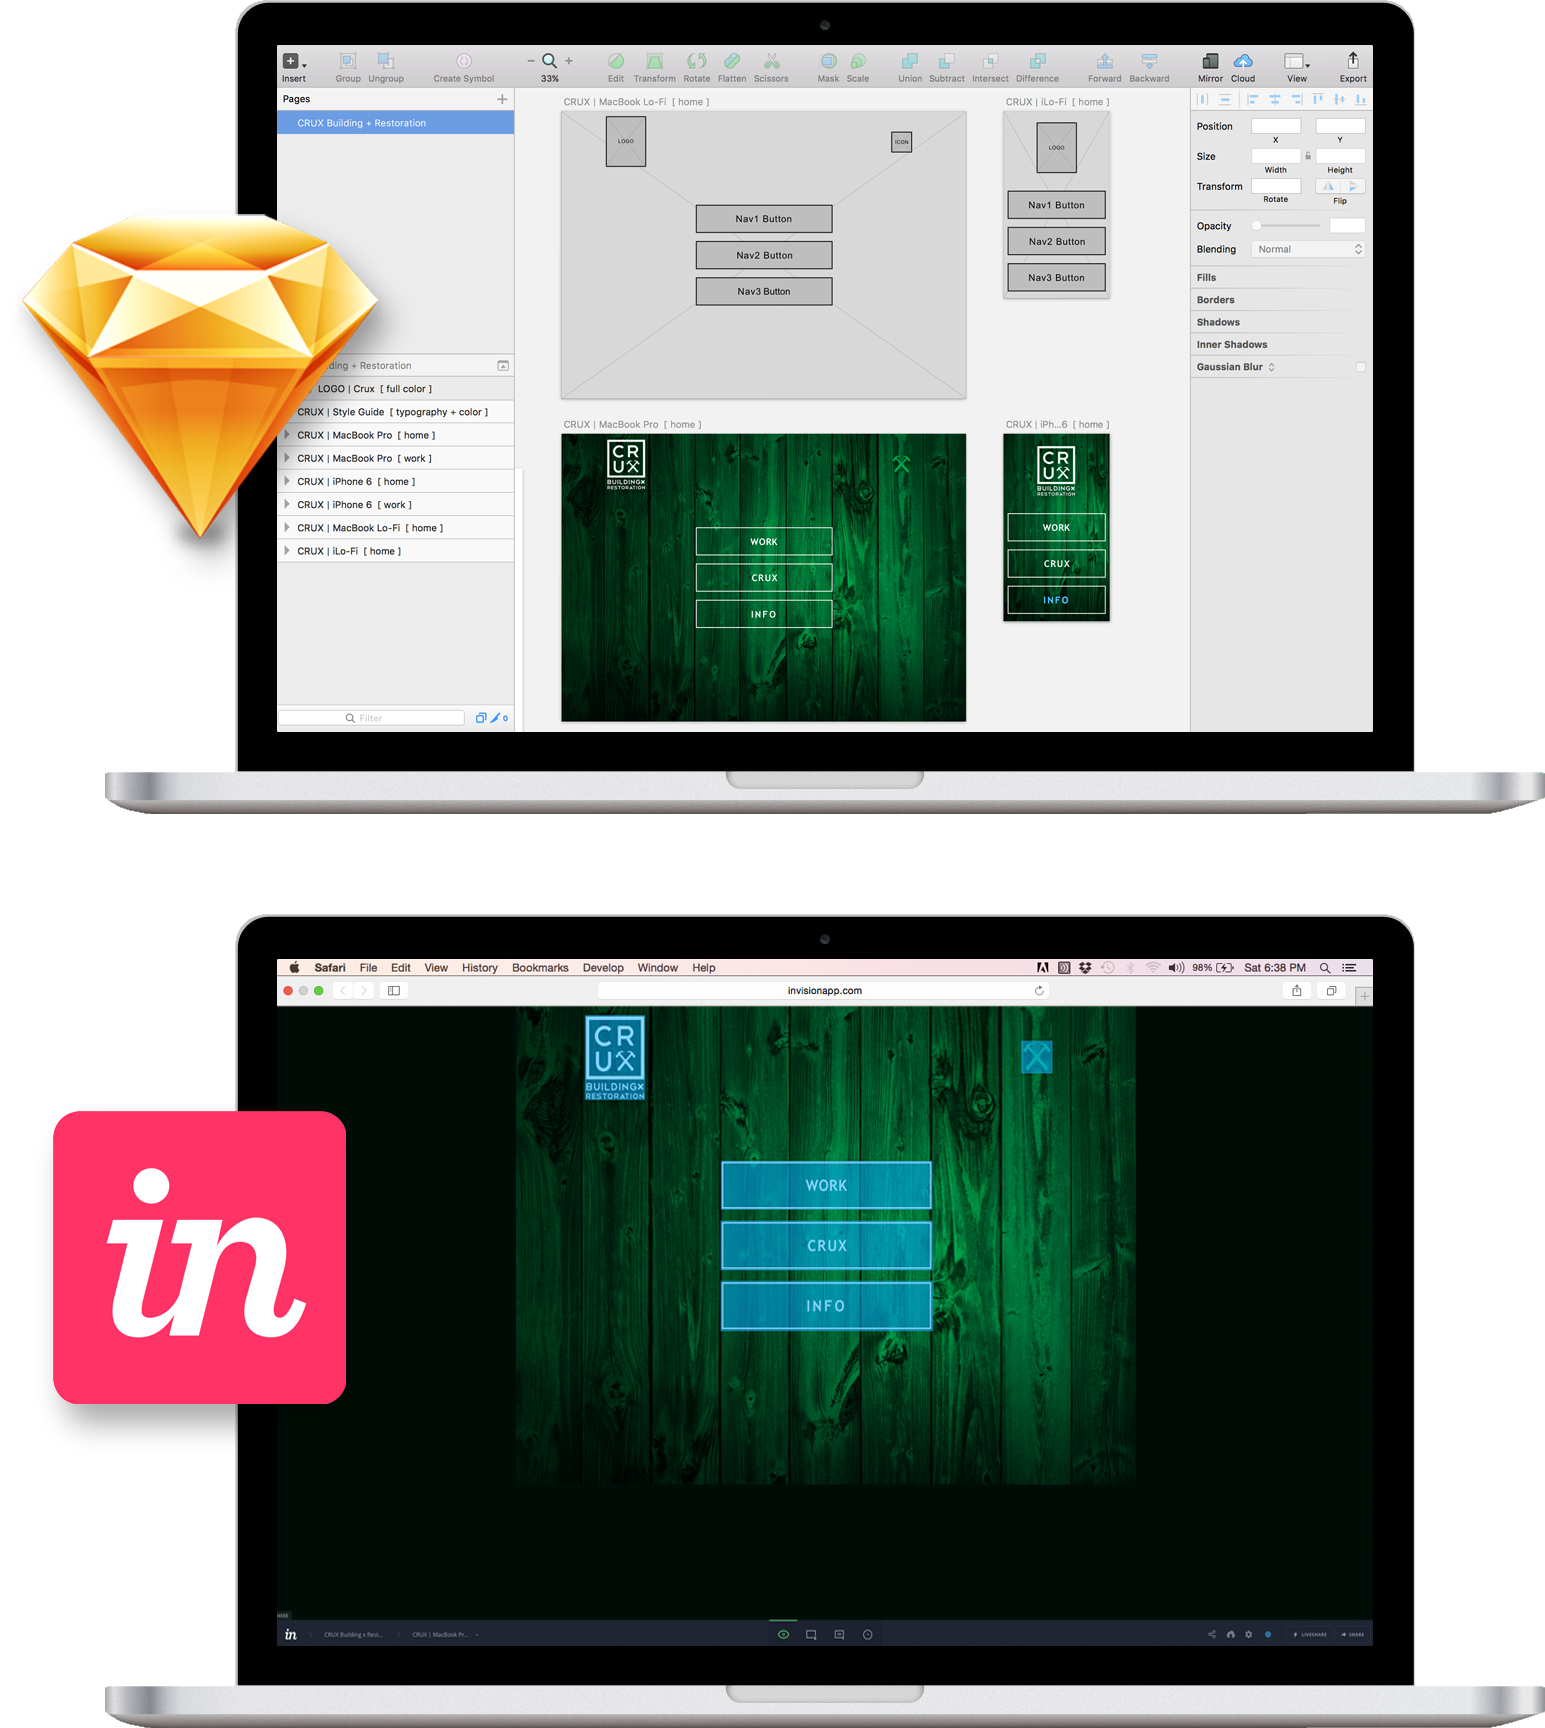 Insert
Group
Ungroup
Create Symbol
33%
Edit
Transform
Rotate
Flatten
Scissors
Mask
Scale
Union
Subtract
Intersect
Difference
Forward
Backward
Mirror
Cloud
View
Export
Pages
CRUX Building + Restoration
ding + Restoration
LOGO | Crux [ full color ]
CRUX | Style Guide [ typography + color ]
CRUX | MacBook Pro [ home ]
CRUX | MacBook Pro [ work ]
CRUX | iPhone 6 [ home ]
CRUX | iPhone 6 [ work ]
CRUX | MacBook Lo-Fi [ home ]
CRUX | iLo-Fi [ home ]
Filter
0
CRUX | MacBook Lo-Fi [ home ]
LOGO
ICON
Nav1 Button
Nav2 Button
Nav3 Button
CRUX | iLo-Fi [ home ]
LOGO
Nav1 Button
Nav2 Button
Nav3 Button
CRUX | MacBook Pro [ home ]
CR
UX
BUILDING
RESTORATION
WORK
CRUX
INFO
CRUX | iPh...6 [ home ]
CR
UX
BUILDING
RESTORATION
WORK
CRUX
INFO
Position
X
Y
Size
Width
Height
Transform
Rotate
Flip
Opacity
Blending
Normal
Fills
Borders
Shadows
Inner Shadows
Gaussian Blur
Safari File Edit View History Bookmarks Develop Window Help
98%
Sat 6:38 PM
invisionapp.com
CR
UX
BUILDING
RESTORATION
WORK
CRUX
INFO
in
HIDE
in
CRUX Building x Rest...
CRUX | MacBook Pr...
LIVESHARE
SHARE